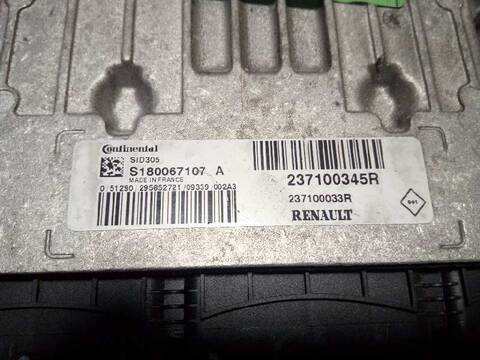 Continental
SID305
S180067107 A
MADE IN FRANCE
237100345R
237100033R
RENAULT